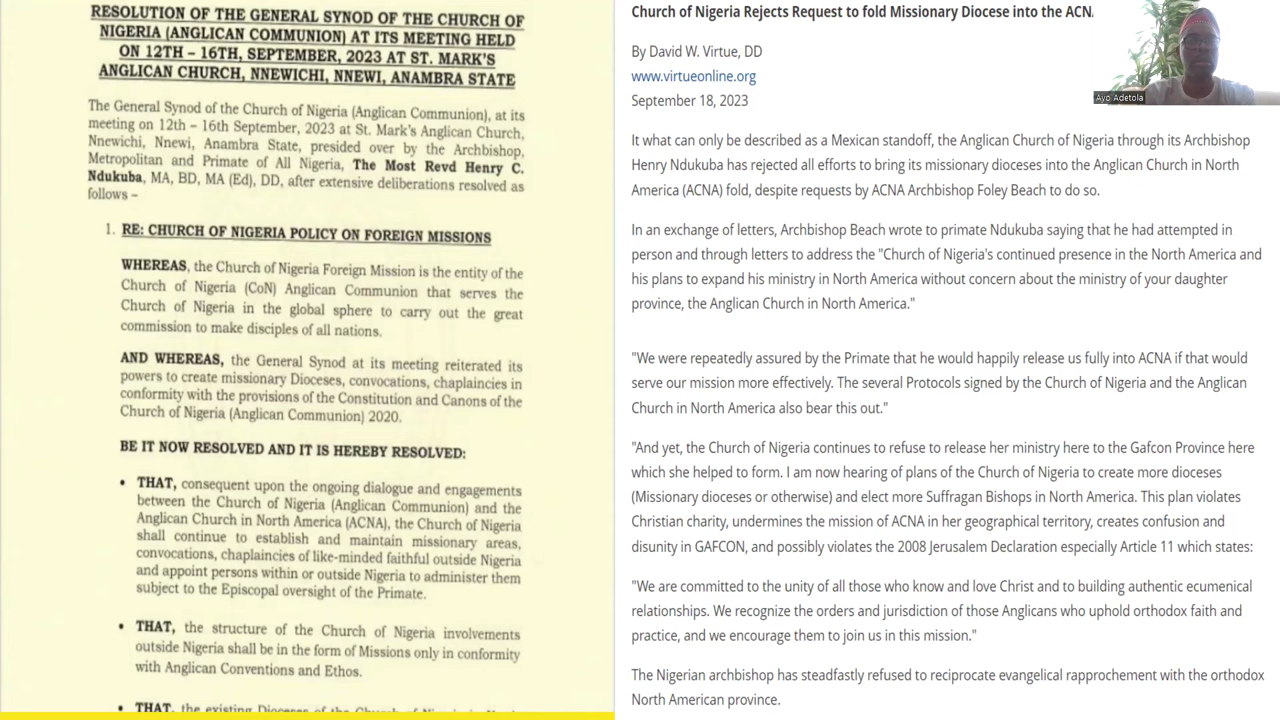 RESOLUTION OF THE GENERAL SYNOD OF THE CHURCH OF
NIGERIA (ANGLICAN COMMUNION) AT ITS MEETING HELD
ON 12TH – 16TH, SEPTEMBER, 2023 AT ST. MARK'S
ANGLICAN CHURCH, NNEWICHI, NNEWI, ANAMBRA STATE
The General Synod of the Church of Nigeria (Anglican Communion), at its
meeting on 12th – 16th September, 2023 at St. Mark's Anglican Church,
Nnewichi, Nnewi, Anambra State, presided over by the Archbishop,
Metropolitan and Primate of All Nigeria, The Most Revd Henry C.
Ndukuba, MA, BD, MA (Ed), DD, after extensive deliberations resolved as
follows –
1. RE: CHURCH OF NIGERIA POLICY ON FOREIGN MISSIONS
WHEREAS, the Church of Nigeria Foreign Mission is the entity of the
Church of Nigeria (CoN) Anglican Communion that serves the
Church of Nigeria in the global sphere to carry out the great
commission to make disciples of all nations.
AND WHEREAS, the General Synod at its meeting reiterated its
powers to create missionary Dioceses, convocations, chaplaincies in
conformity with the provisions of the Constitution and Canons of the
Church of Nigeria (Anglican Communion) 2020.
BE IT NOW RESOLVED AND IT IS HEREBY RESOLVED:
• THAT, consequent upon the ongoing dialogue and engagements
between the Church of Nigeria (Anglican Communion) and the
Anglican Church in North America (ACNA), the Church of Nigeria
shall continue to establish and maintain missionary areas,
convocations, chaplaincies of like-minded faithful outside Nigeria
and appoint persons within or outside Nigeria to administer them
subject to the Episcopal oversight of the Primate.
• THAT, the structure of the Church of Nigeria involvements
outside Nigeria shall be in the form of Missions only in conformity
with Anglican Conventions and Ethos.
• THAT, the existing Dioceses of the Church of
Church of Nigeria Rejects Request to fold Missionary Diocese into the ACN
By David W. Virtue, DD
www.virtueonline.org
September 18, 2023
It what can only be described as a Mexican standoff, the Anglican Church of Nigeria through its Archbishop
Henry Ndukuba has rejected all efforts to bring its missionary dioceses into the Anglican Church in North
America (ACNA) fold, despite requests by ACNA Archbishop Foley Beach to do so.
In an exchange of letters, Archbishop Beach wrote to primate Ndukuba saying that he had attempted in
person and through letters to address the "Church of Nigeria's continued presence in the North America and
his plans to expand his ministry in North America without concern about the ministry of your daughter
province, the Anglican Church in North America."
"We were repeatedly assured by the Primate that he would happily release us fully into ACNA if that would
serve our mission more effectively. The several Protocols signed by the Church of Nigeria and the Anglican
Church in North America also bear this out."
"And yet, the Church of Nigeria continues to refuse to release her ministry here to the Gafcon Province here
which she helped to form. I am now hearing of plans of the Church of Nigeria to create more dioceses
(Missionary dioceses or otherwise) and elect more Suffragan Bishops in North America. This plan violates
Christian charity, undermines the mission of ACNA in her geographical territory, creates confusion and
disunity in GAFCON, and possibly violates the 2008 Jerusalem Declaration especially Article 11 which states:
"We are committed to the unity of all those who know and love Christ and to building authentic ecumenical
relationships. We recognize the orders and jurisdiction of those Anglicans who uphold orthodox faith and
practice, and we encourage them to join us in this mission."
The Nigerian archbishop has steadfastly refused to reciprocate evangelical rapprochement with the orthodox
North American province.
Ayo Adetola